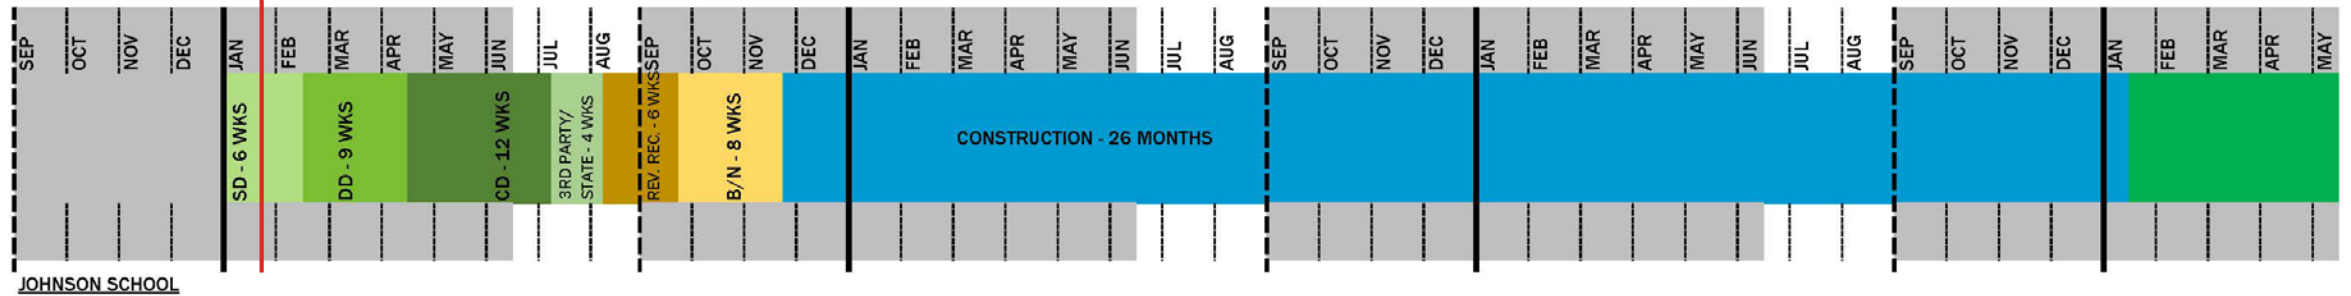 SEP OCT NOV DEC JAN FEB MAR APR MAY JUN JUL AUG SEP OCT NOV DEC JAN FEB MAR APR MAY JUN JUL AUG SEP OCT NOV DEC JAN FEB MAR APR MAY JUN JUL AUG SEP OCT NOV DEC JAN FEB MAR APR MAY
SD - 6 WKS
DD - 9 WKS
CD - 12 WKS
3RD PARTY/
STATE - 4 WKS
REV. REC. - 6 WKS
B/N - 8 WKS
CONSTRUCTION - 26 MONTHS
JOHNSON SCHOOL